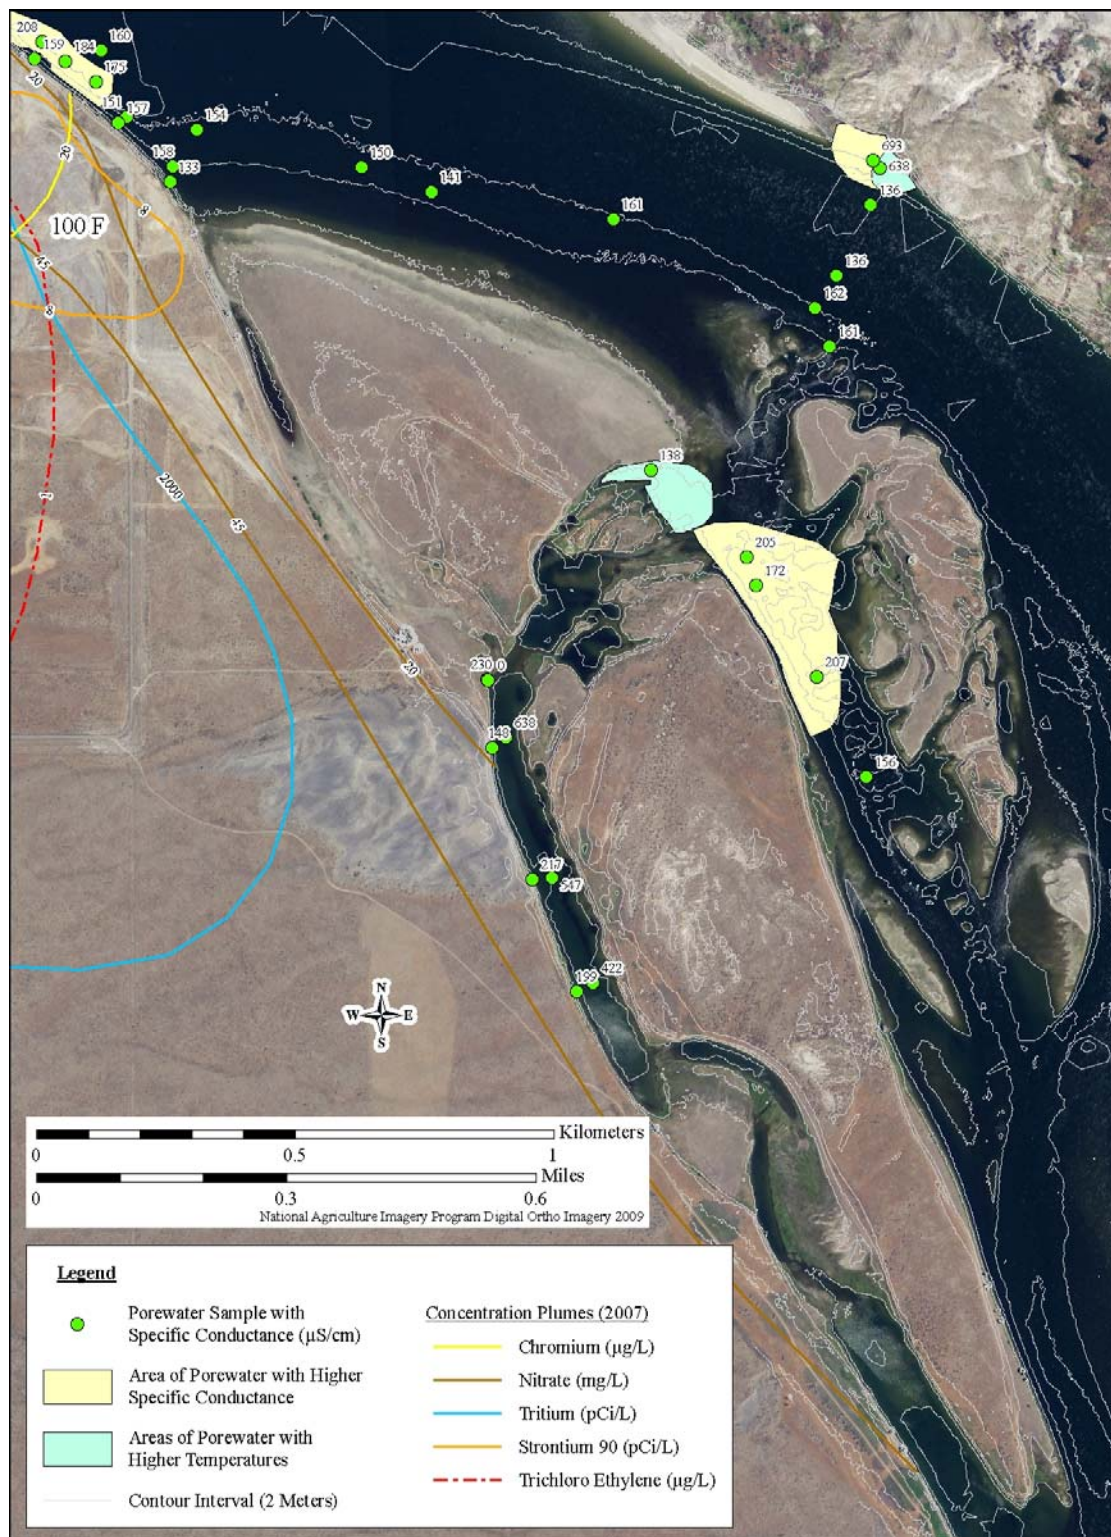 208
160
159
184
175
20
151
157
154
158
133
20
150
141
161
693
638
136
8
100 F
45
136
162
8
161
138
1
2000
45
205
172
20
230 0
207
638
148
156
217
547
199
422
N
W E
S
Kilometers
0 0.5 1
Miles
0 0.3 0.6
National Agriculture Imagery Program Digital Ortho Imagery 2009
Legend
Porewater Sample with
Specific Conductance (µS/cm)
Area of Porewater with Higher
Specific Conductance
Areas of Porewater with
Higher Temperatures
Contour Interval (2 Meters)
Concentration Plumes (2007)
Chromium (µg/L)
Nitrate (mg/L)
Tritium (pCi/L)
Strontium 90 (pCi/L)
Trichloro Ethylene (µg/L)